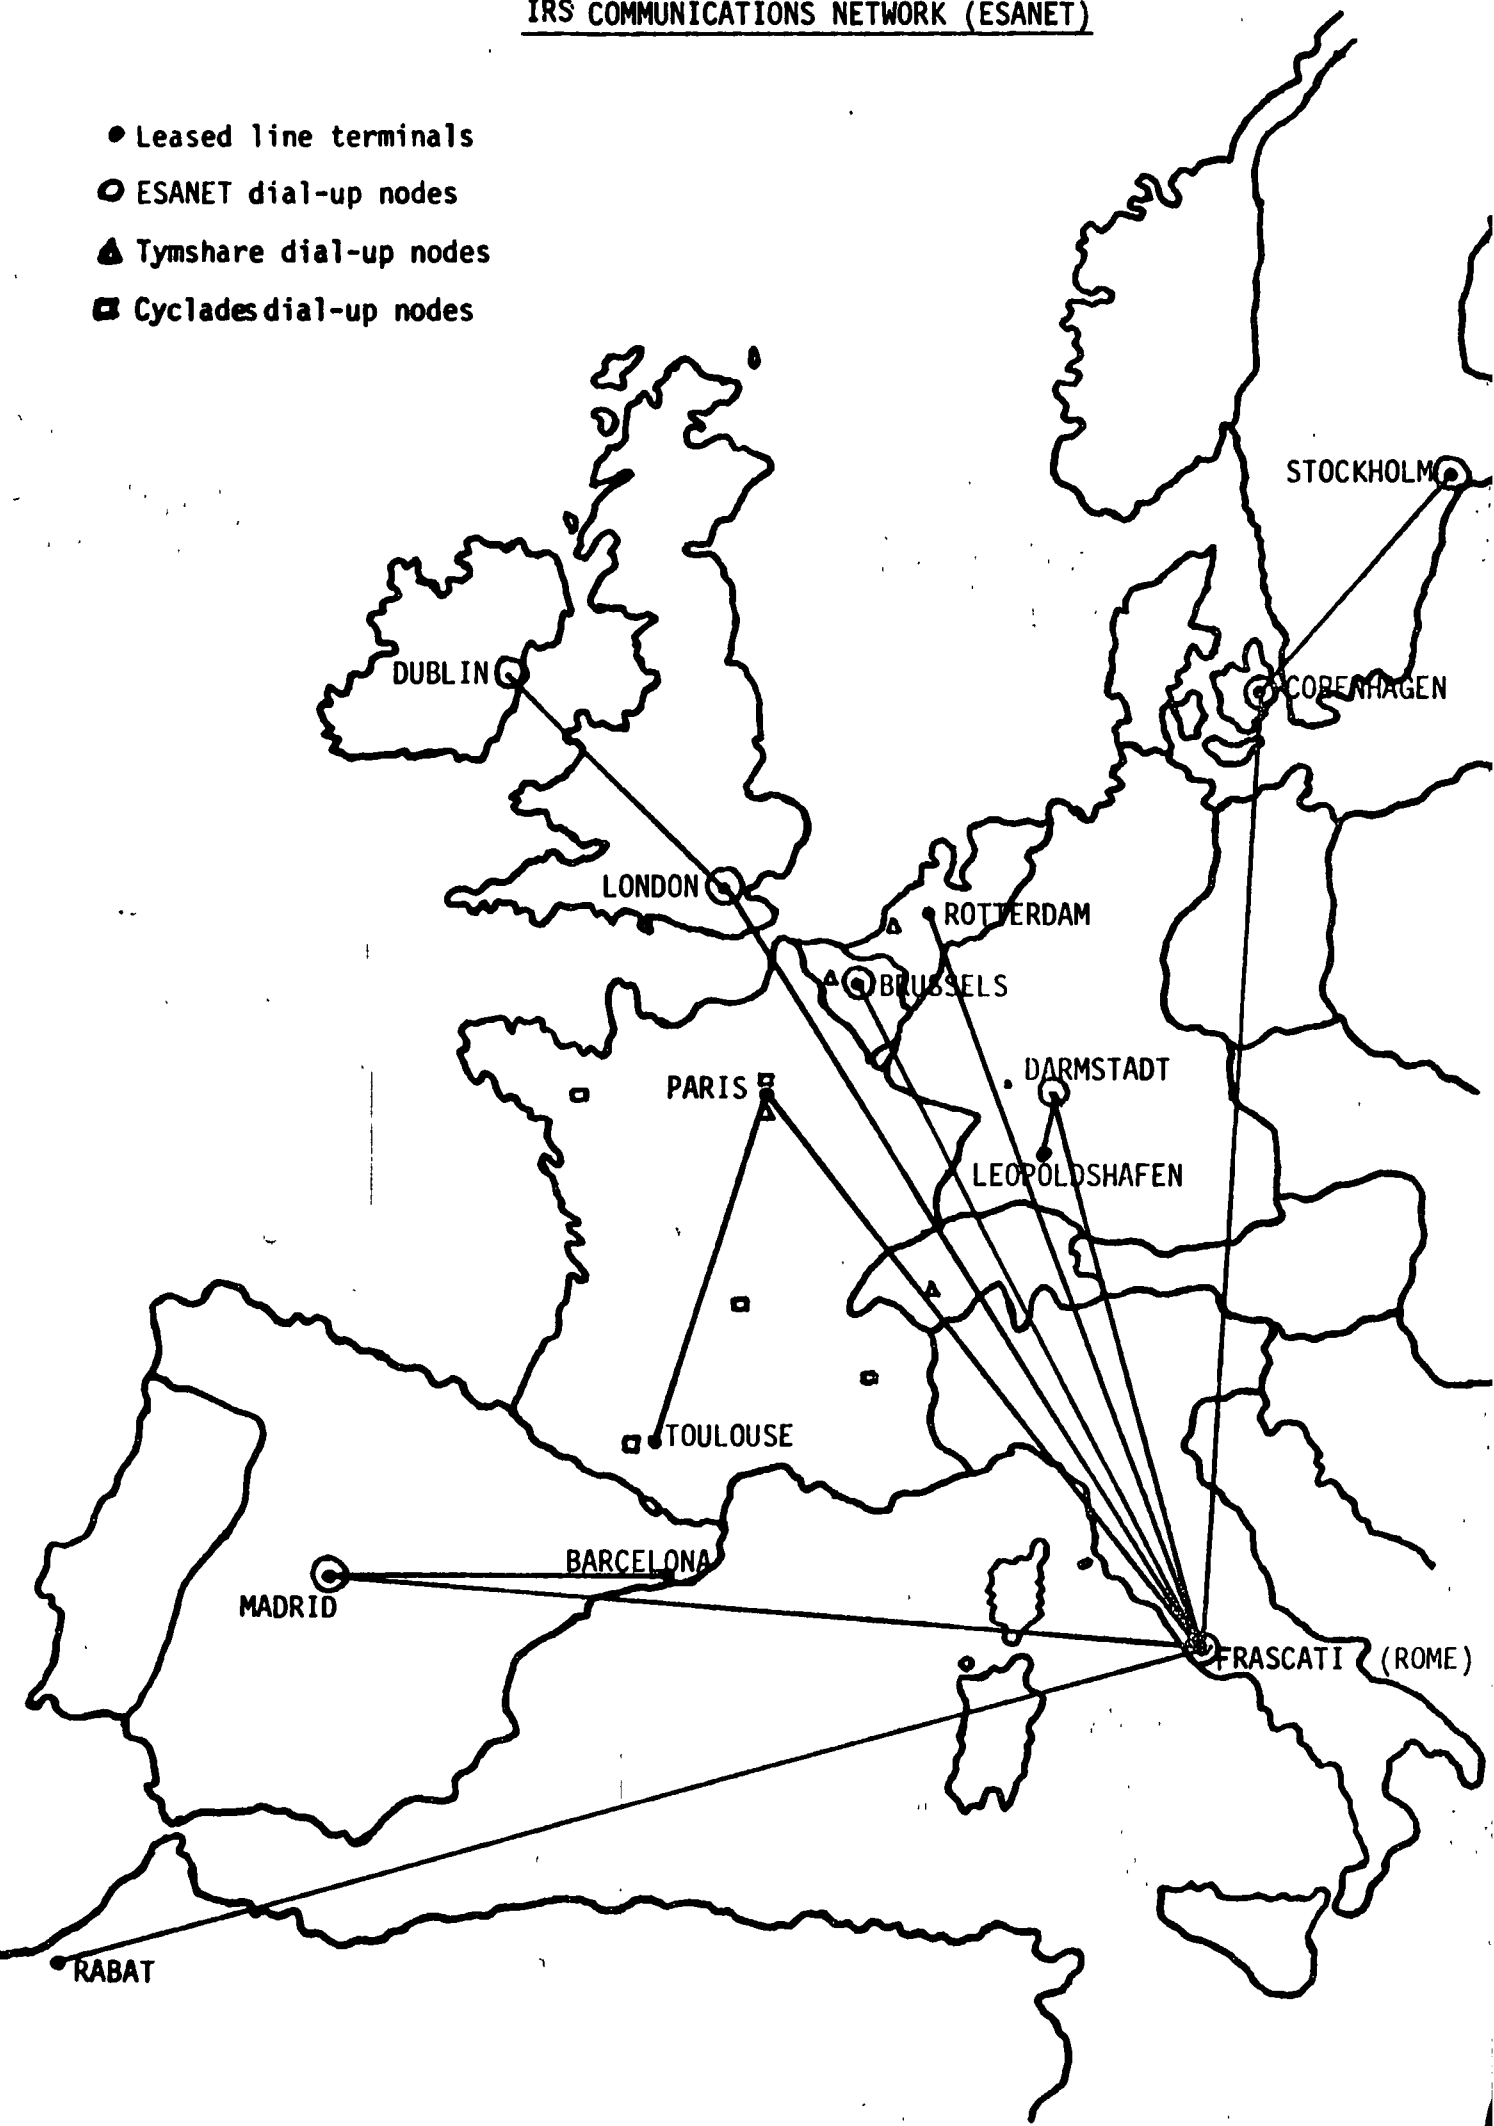 IRS COMMUNICATIONS NETWORK (ESANET)
Leased line terminals
ESANET dial-up nodes
Tymshare dial-up nodes
Cyclades dial-up nodes
STOCKHOLM
DUBLIN
COPENHAGEN
LONDON
ROTTERDAM
BRUSSELS
DARMSTADT
PARIS
LEOPOLDSHAFEN
TOULOUSE
BARCELONA
MADRID
FRASCATI (ROME)
RABAT